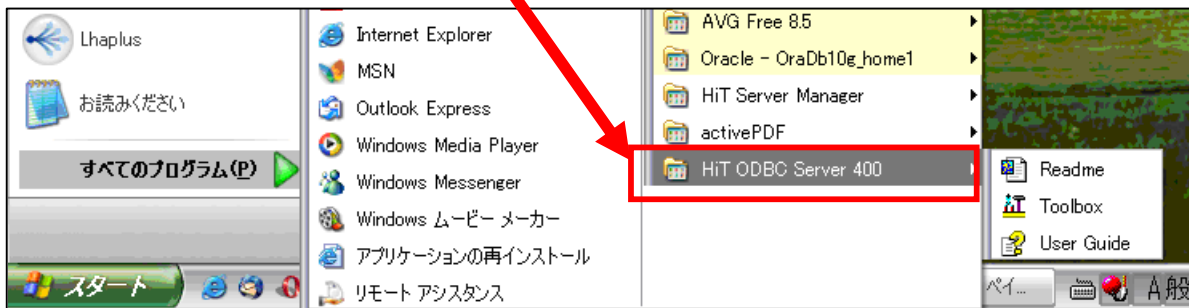 Lhaplus
お読みください
すべてのプログラム(P)
スタート
Internet Explorer
MSN
Outlook Express
Windows Media Player
Windows Messenger
Windows ムービー メーカー
アプリケーションの再インストール
リモート アシスタンス
AVG Free 8.5
Oracle - OraDb10g_home1
HiT Server Manager
activePDF
HiT ODBC Server 400
Readme
Toolbox
User Guide
ペイ...
A般